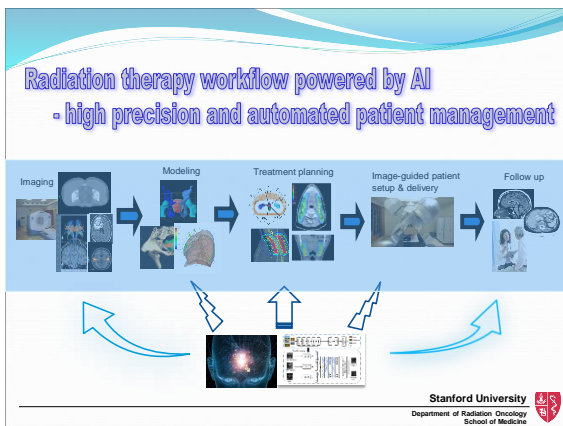 Radiation therapy workflow powered by AI
- high precision and automated patient management
Imaging
Modeling
Treatment planning
Image-guided patient
setup & delivery
Follow up
Stanford University
Department of Radiation Oncology
School of Medicine